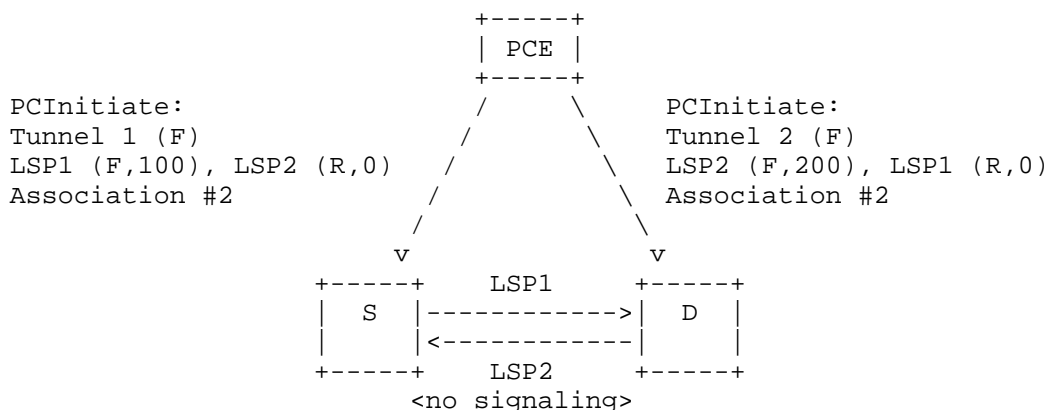 PCE
PCInitiate: PCInitiate:
Tunnel 1 (F) Tunnel 2 (F)
LSP1 (F,100), LSP2 (R,0) LSP2 (F,200), LSP1 (R,0)
Association #2 Association #2
v v
LSP1
S D
LSP2
<no signaling>